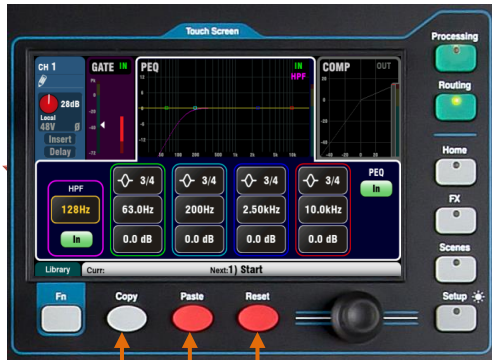 Touch Screen
Processing
Routing
Home
FX
Scenes
Setup
CH 1
GATE IN
PEQ
IN
HPF
COMP
OUT
28dB
Local
48V Ø
Insert
Delay
HPF
128Hz
In
3/4
63.0Hz
0.0 dB
3/4
200Hz
0.0 dB
3/4
2.50kHz
0.0 dB
3/4
10.0kHz
0.0 dB
PEQ
In
Library
Curr:
Next:1) Start
Fn
Copy
Paste
Reset